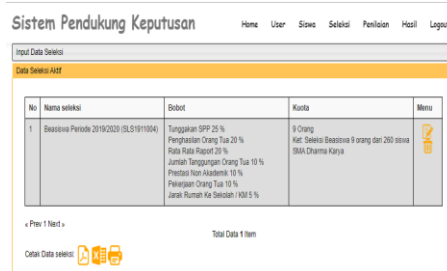 Sistem Pendukung Keputusan
Home User Siswa Seleksi Penilaian Hasil Logou
Input Data Seleksi
Data Seleksi Aktif
No Nama seleksi Bobot Kuota Menu
1 Beasiswa Periode 2019/2020 (SLS1911004) Tunggakan SPP 25 % 9 Orang
Penghasilan Orang Tua 20 % Ket: Seleksi Beasiswa 9 orang dari 260 siswa
Rata Rata Raport 20 % SMA Dharma Karya
Jumlah Tanggungan Orang Tua 10 %
Prestasi Non Akademik 10 %
Pekerjaan Orang Tua 10 %
Jarak Rumah Ke Sekolah / KM 5 %
« Prev 1 Next »
Total Data 1 Item
Cetak Data seleksi: